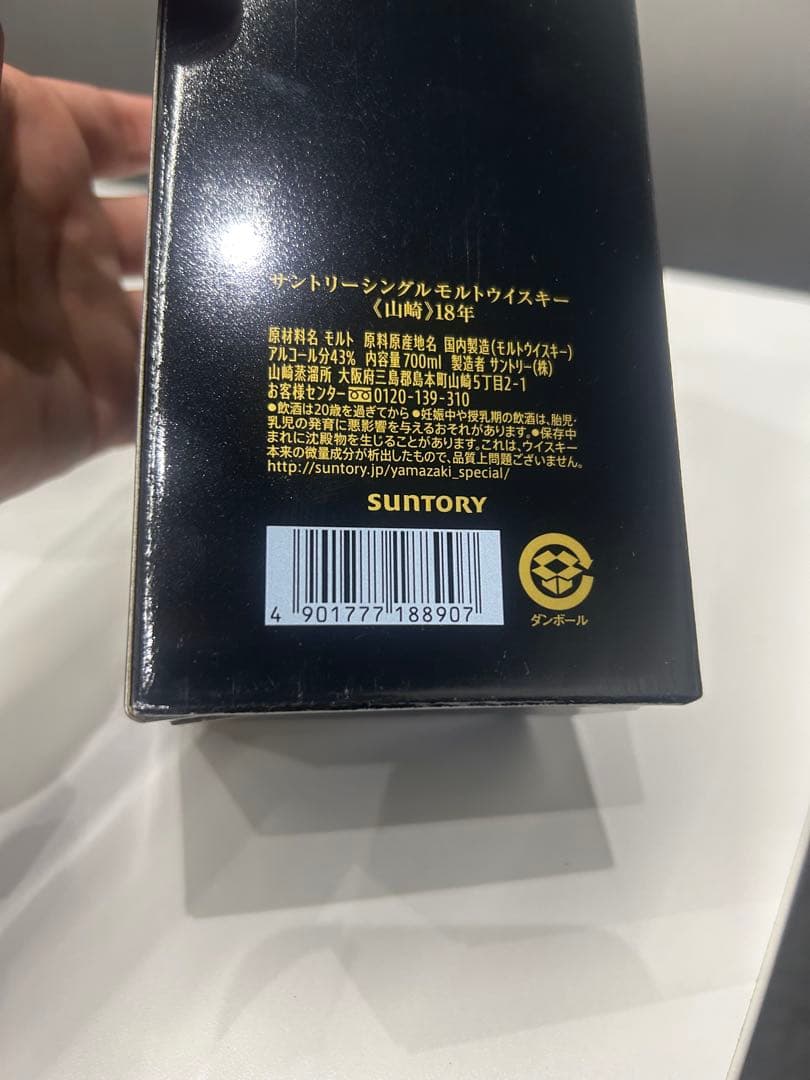 サントリーシングルモルトウイスキー
《山崎》18年
原材料名 モルト 原料原産地名 国内製造(モルトウイスキー)
アルコール分43% 内容量700ml 製造者 サントリー(株)
山崎蒸溜所 大阪府三島郡島本町山崎5丁目2-1
お客様センター 0120-139-310
●飲酒は20歳を過ぎてから ●妊娠中や授乳期の飲酒は、胎児・
乳児の発育に悪影響を与えるおそれがあります。●保存中
まれに沈殿物を生じることがあります。これは、ウイスキー
本来の微量成分が析出したもので、品質上問題ございません。
http://suntory.jp/yamazaki_special/
SUNTORY
4 901777 188907
ダンボール